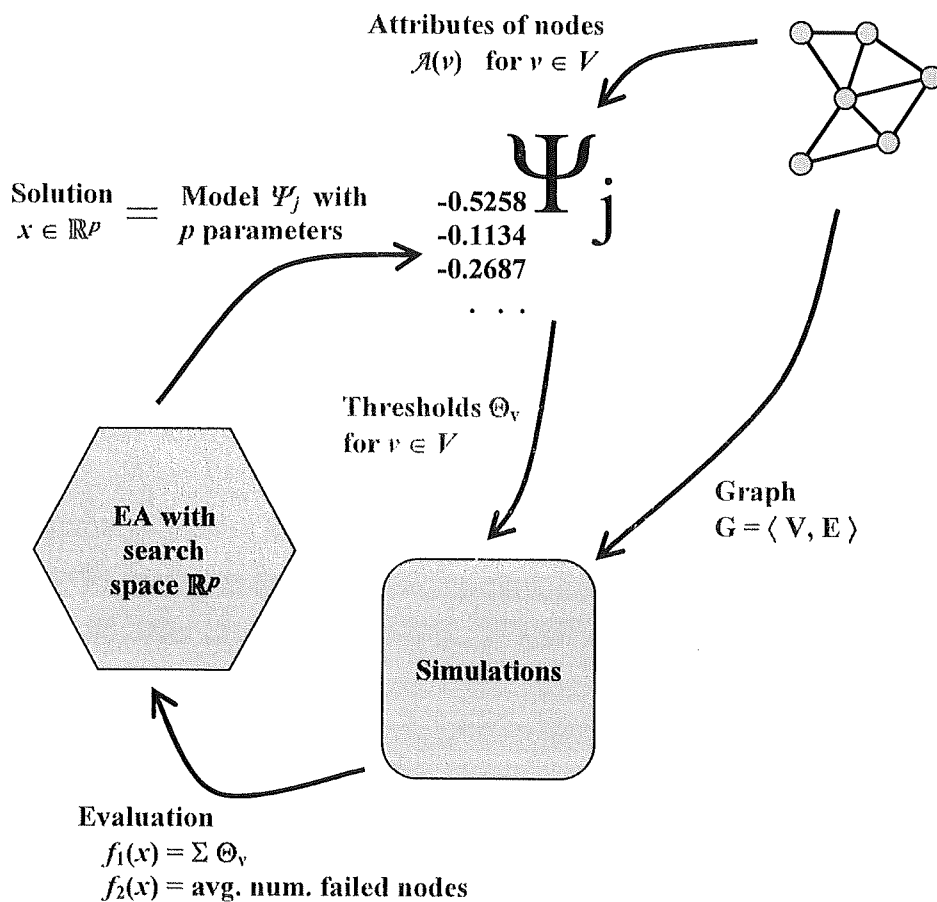 Attributes of nodes
𝒜(v) for v ∈ V
Ψj
Solution
x ∈ ℝᵖ
=
Model Ψj with
p parameters
-0.5258
-0.1134
-0.2687
. . .
Thresholds Θv
for v ∈ V
Graph
G = ⟨ V, E ⟩
EA with
search
space ℝᵖ
Simulations
Evaluation
f₁(x) = Σ Θv
f₂(x) = avg. num. failed nodes